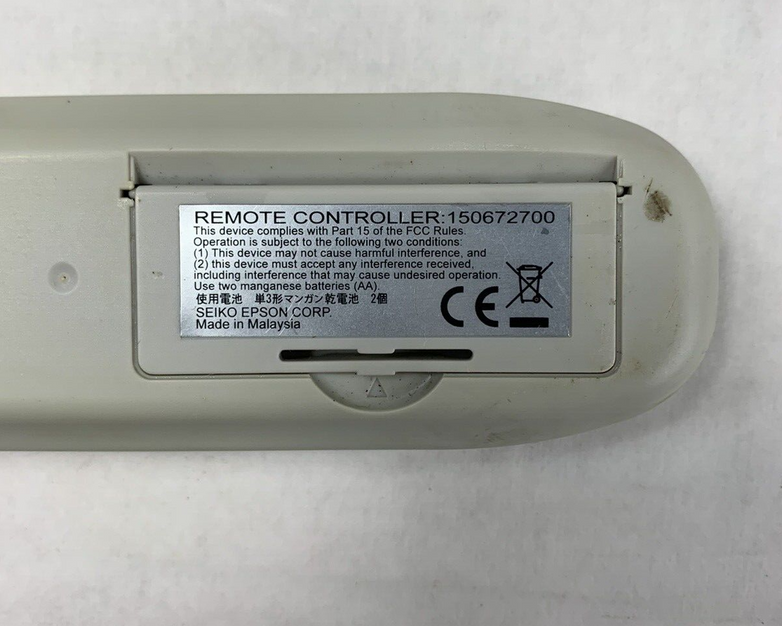 REMOTE CONTROLLER:150672700
This device complies with Part 15 of the FCC Rules.
Operation is subject to the following two conditions:
(1) This device may not cause harmful interference, and
(2) this device must accept any interference received,
including interference that may cause undesired operation.
Use two manganese batteries (AA).
使用電池 単3形マンガン乾電池 2個
SEIKO EPSON CORP.
Made in Malaysia
CE